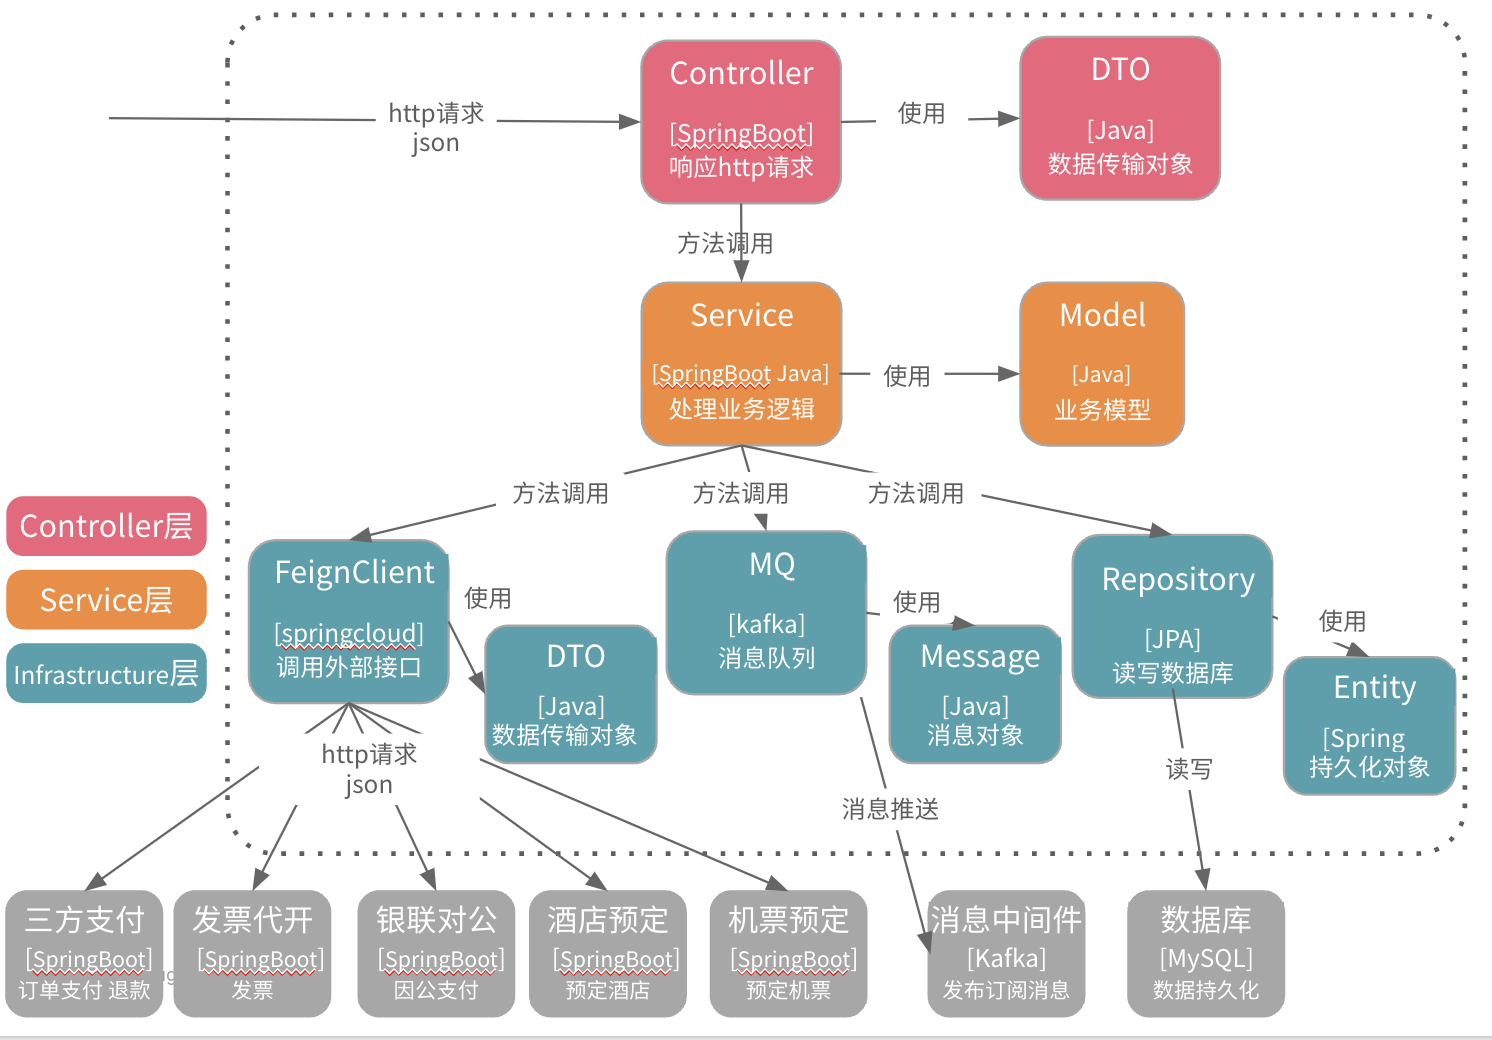 Controller
[SpringBoot]
响应http请求
DTO
[Java]
数据传输对象
http请求
json
使用
方法调用
Service
[SpringBoot Java]
处理业务逻辑
使用
Model
[Java]
业务模型
方法调用
方法调用
方法调用
Controller层
Service层
Infrastructure层
FeignClient
[springcloud]
调用外部接口
使用
DTO
[Java]
数据传输对象
MQ
[kafka]
消息队列
使用
Message
[Java]
消息对象
Repository
[JPA]
读写数据库
使用
Entity
[Spring
持久化对象
http请求
json
消息推送
读写
三方支付
[SpringBoot]
订单支付 退款
发票代开
[SpringBoot]
发票
银联对公
[SpringBoot]
因公支付
酒店预定
[SpringBoot]
预定酒店
机票预定
[SpringBoot]
预定机票
消息中间件
[Kafka]
发布订阅消息
数据库
[MySQL]
数据持久化